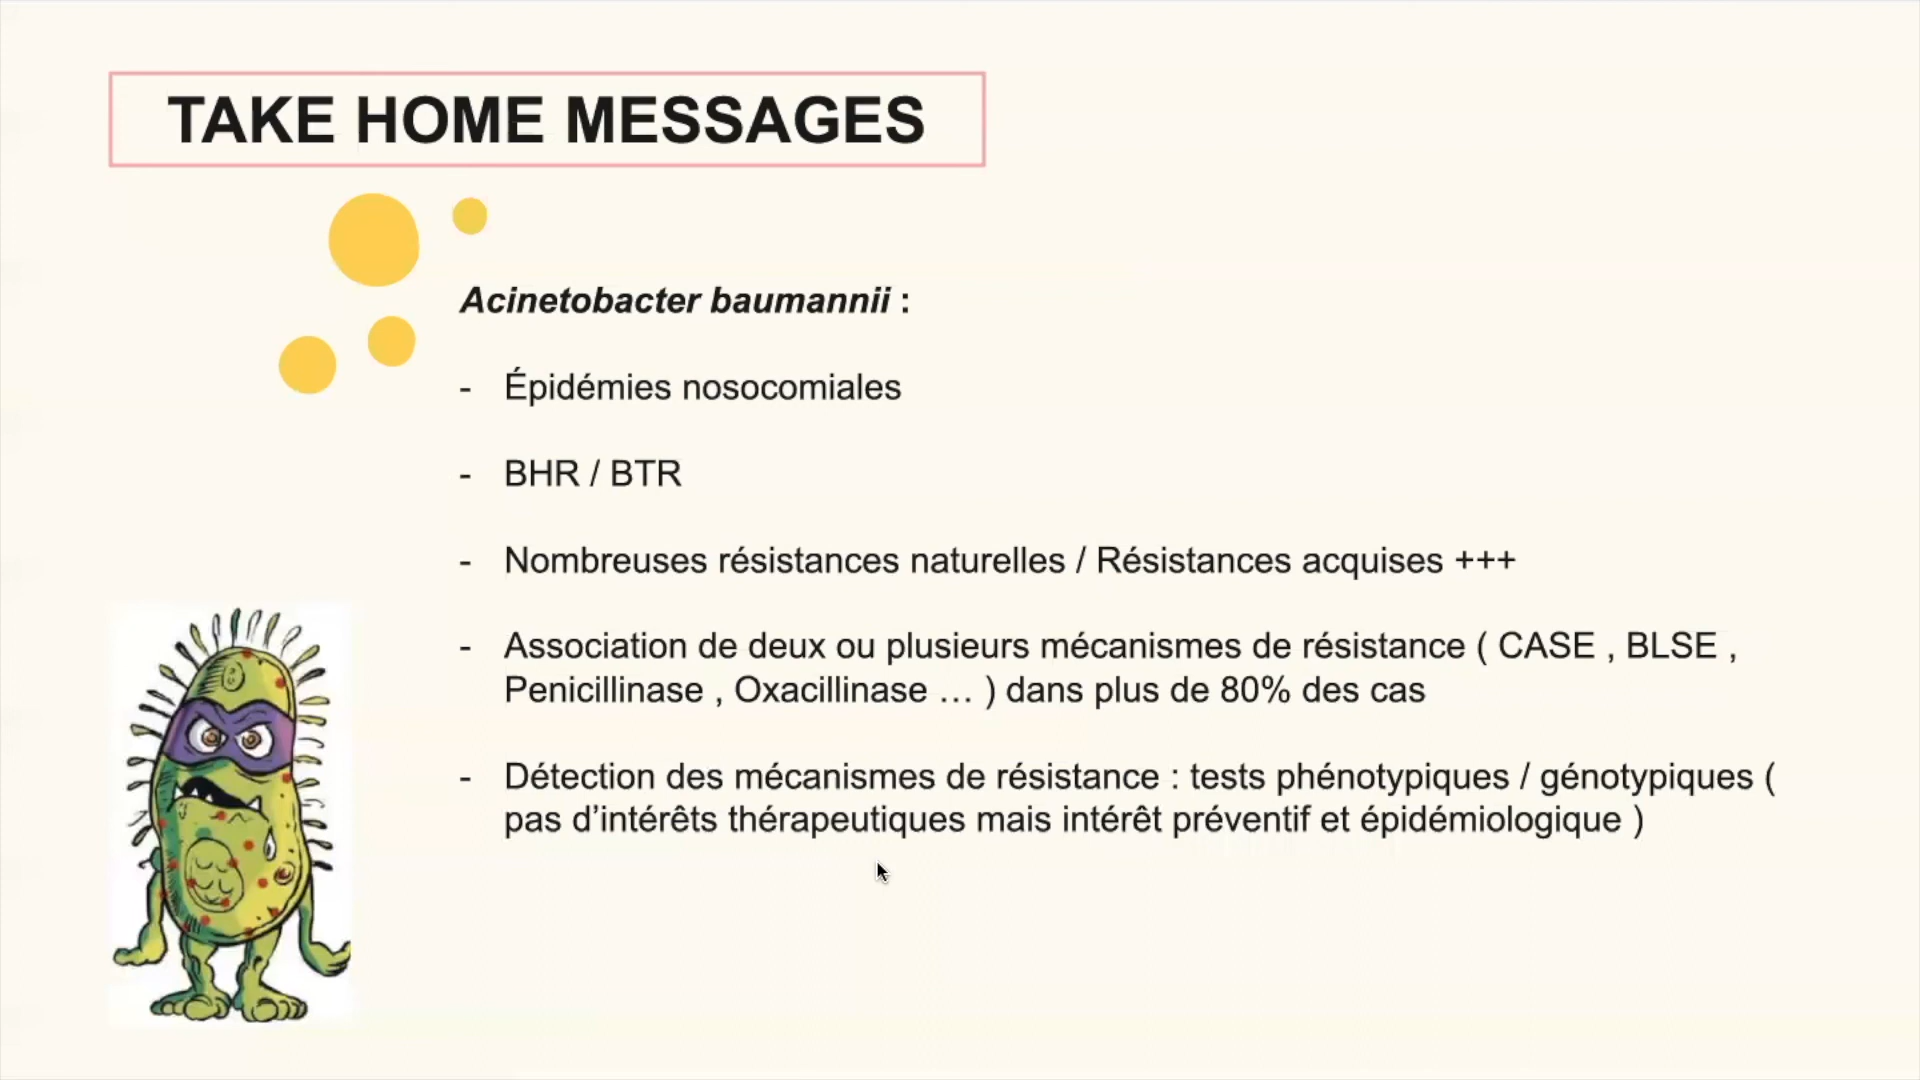 TAKE HOME MESSAGES
Acinetobacter baumannii :
- Épidémies nosocomiales
- BHR / BTR
- Nombreuses résistances naturelles / Résistances acquises +++
- Association de deux ou plusieurs mécanismes de résistance ( CASE , BLSE ,
Penicillinase , Oxacillinase … ) dans plus de 80% des cas
- Détection des mécanismes de résistance : tests phénotypiques / génotypiques (
pas d’intérêts thérapeutiques mais intérêt préventif et épidémiologique )